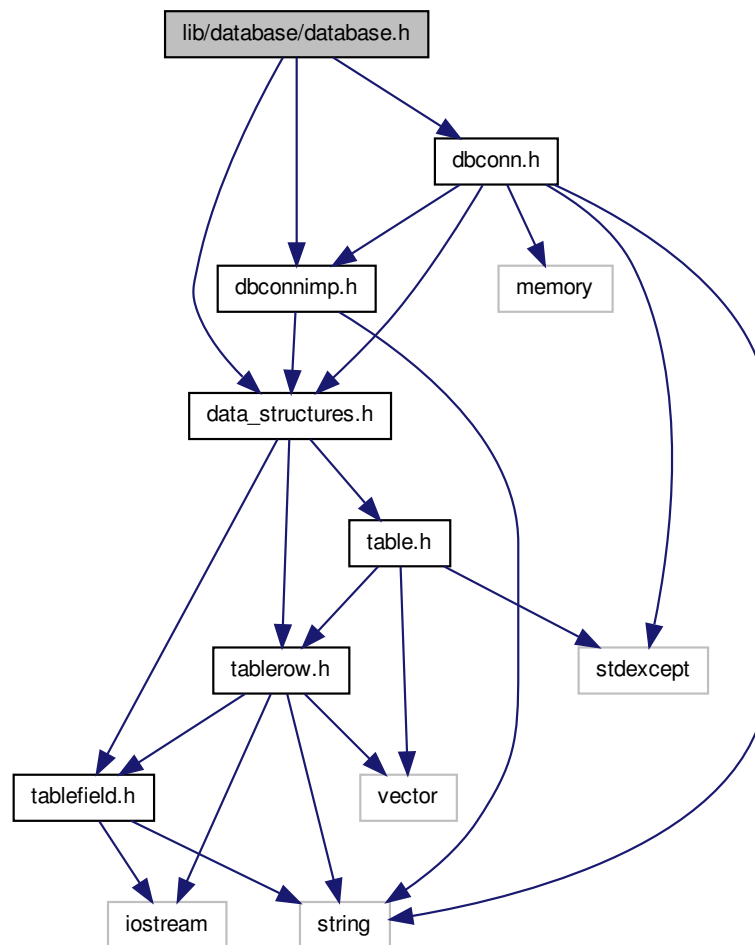 lib/database/database.h
dbconn.h
dbconnimp.h
memory
data_structures.h
table.h
tablerow.h
stdexcept
tablefield.h
vector
iostream
string